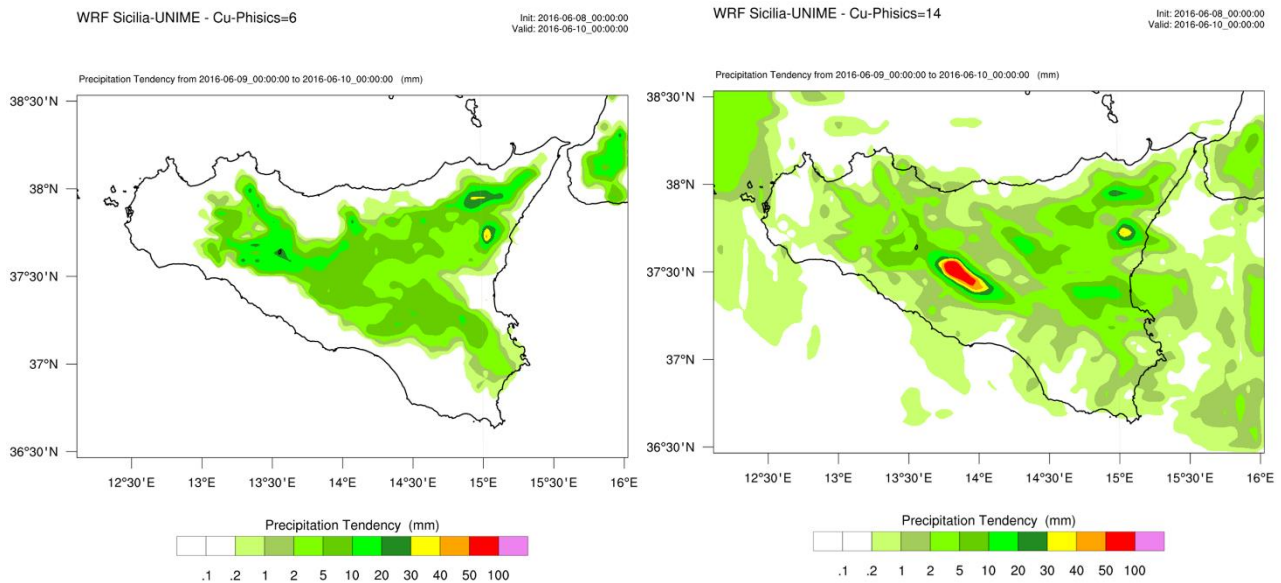 WRF Sicilia-UNIME - Cu-Phisics=6
Init: 2016-06-08_00:00:00
Valid: 2016-06-10_00:00:00
Precipitation Tendency from 2016-06-09_00:00:00 to 2016-06-10_00:00:00 (mm)
38°30'N
38°N
37°30'N
37°N
36°30'N
12°30'E 13°E 13°30'E 14°E 14°30'E 15°E 15°30'E 16°E
Precipitation Tendency (mm)
.1 .2 1 2 5 10 20 30 40 50 100
WRF Sicilia-UNIME - Cu-Phisics=14
Init: 2016-06-08_00:00:00
Valid: 2016-06-10_00:00:00
Precipitation Tendency from 2016-06-09_00:00:00 to 2016-06-10_00:00:00 (mm)
38°30'N
38°N
37°30'N
37°N
36°30'N
12°30'E 13°E 13°30'E 14°E 14°30'E 15°E 15°30'E 16°E
Precipitation Tendency (mm)
.1 .2 1 2 5 10 20 30 40 50 100